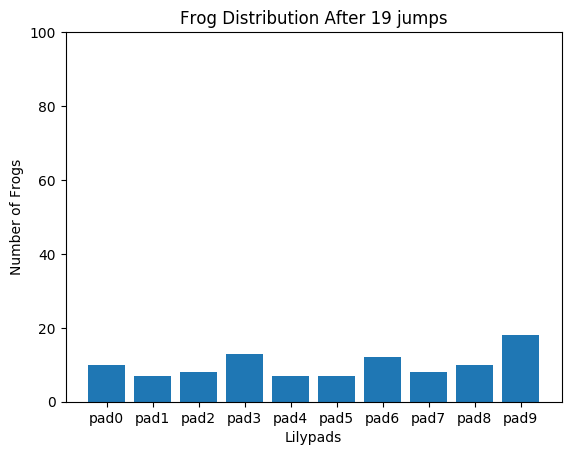 Frog Distribution After 19 jumps
100
80
60
40
20
0
Number of Frogs
pad0 pad1 pad2 pad3 pad4 pad5 pad6 pad7 pad8 pad9
Lilypads